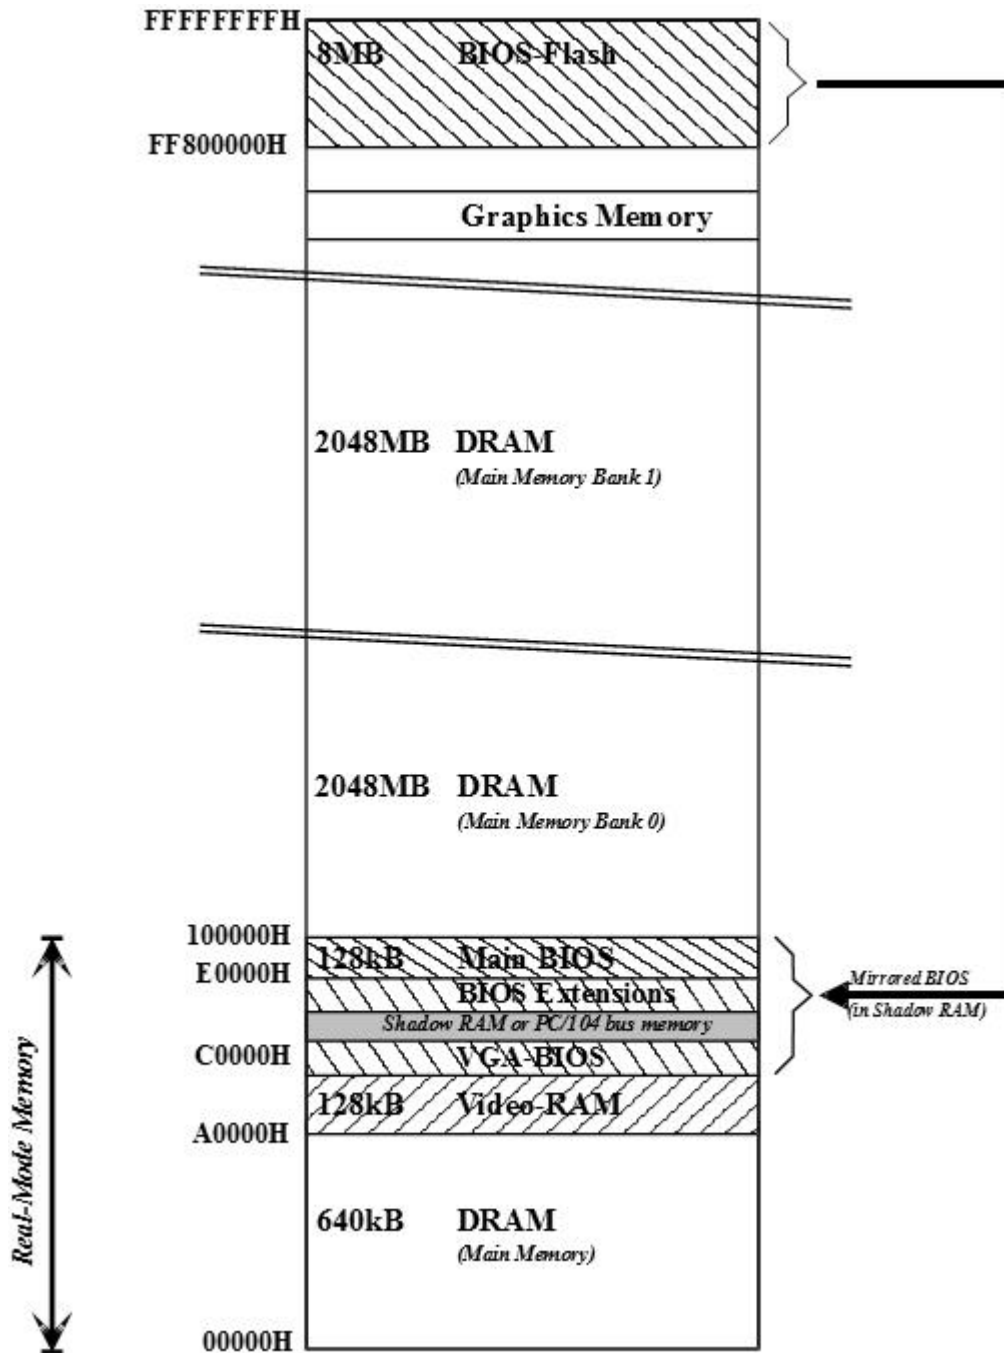 FFFFFFFFH
8MB BIOS-Flash
FF800000H
Graphics Memory
2048MB DRAM
(Main Memory Bank 1)
2048MB DRAM
(Main Memory Bank 0)
100000H
128kB Main BIOS
E0000H
BIOS Extensions
Mirrored BIOS
(in Shadow RAM)
Shadow RAM or PC/104 bus memory
C0000H VGA-BIOS
128kB Video-RAM
A0000H
Real-Mode Memory
640kB DRAM
(Main Memory)
00000H